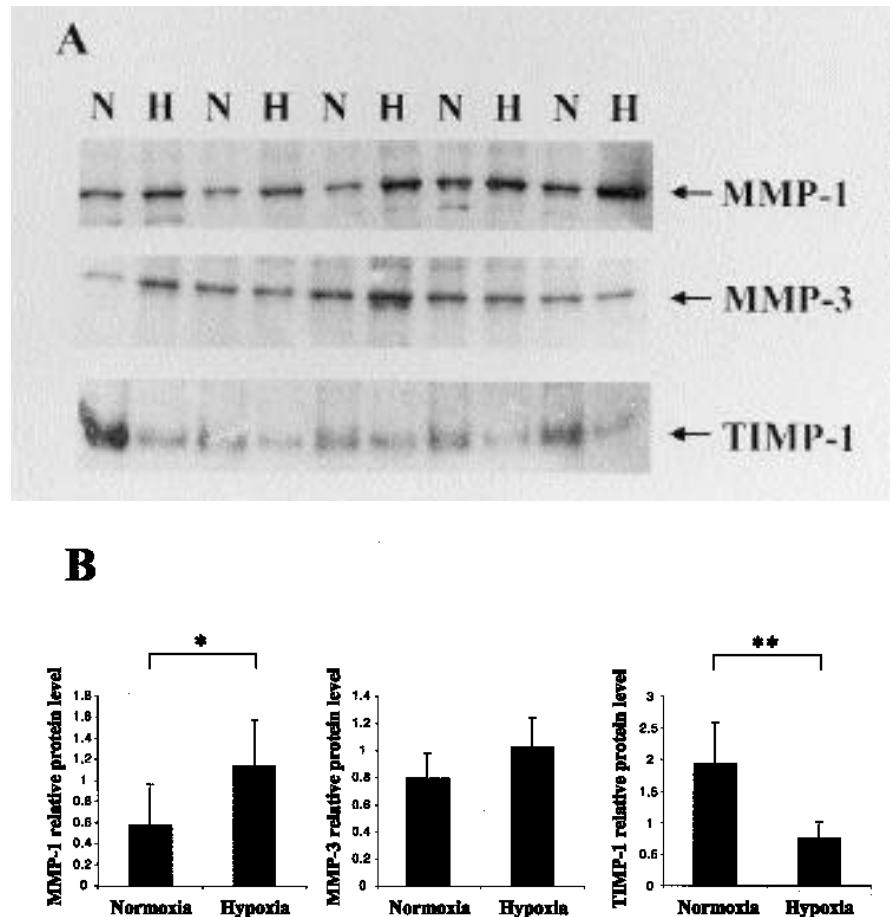 A
N H N H N H N H N H
MMP-1
MMP-3
TIMP-1
B
*
MMP-1 relative protein level
1.8
1.6
1.4
1.2
1
0.8
0.6
0.4
0.2
0
Normoxia Hypoxia
MMP-3 relative protein level
1.4
1.2
1
0.8
0.6
0.4
0.2
0
Normoxia Hypoxia
**
TIMP-1 relative protein level
3
2.5
2
1.5
1
0.5
0
Normoxia Hypoxia